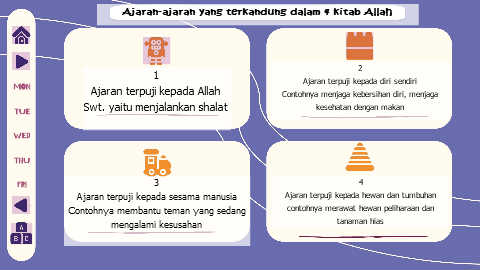 Ajaran-ajaran yang terkandung dalam 4 Kitab Allah
MON
TUE
WED
THU
FRI
A
B C
1
Ajaran terpuji kepada Allah
Swt. yaitu menjalankan shalat
2
Ajaran terpuji kepada diri sendiri
Contohnya menjaga kebersihan diri, menjaga
kesehatan dengan makan
3
Ajaran terpuji kepada sesama manusia
Contohnya membantu teman yang sedang
mengalami kesusahan
4
Ajaran terpuji kepada hewan dan tumbuhan
contohnya merawat hewan peliharaan dan
tanaman hias